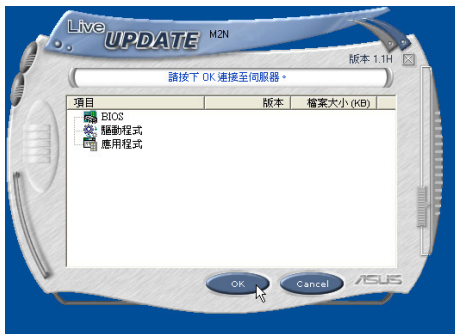 Live
UPDATE M2N
版本 1.1H
請按下 OK 連接至伺服器。
項目 版本 檔案大小 (KB)
BIOS
驅動程式
應用程式
OK Cancel /SUS